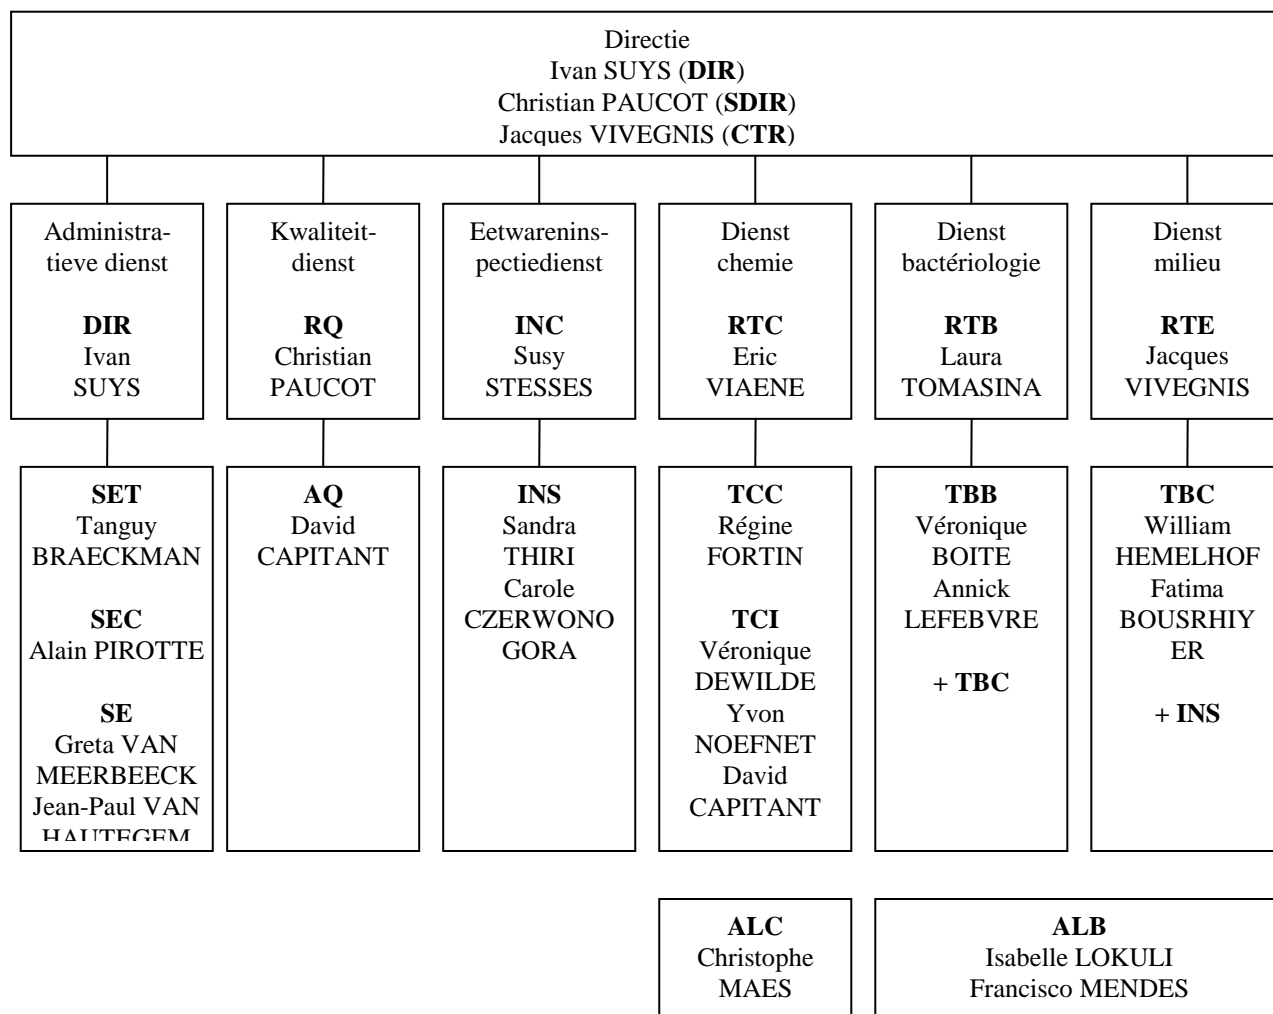 Directie
Ivan SUYS (DIR)
Christian PAUCOT (SDIR)
Jacques VIVEGNIS (CTR)
Administra-
tieve dienst
DIR
Ivan
SUYS
Kwaliteit-
dienst
RQ
Christian
PAUCOT
Eetwarenins-
pectiedienst
INC
Susy
STESSES
Dienst
chemie
RTC
Eric
VIAENE
Dienst
bactériologie
RTB
Laura
TOMASINA
Dienst
milieu
RTE
Jacques
VIVEGNIS
SET
Tanguy
BRAECKMAN
SEC
Alain PIROTTE
SE
Greta VAN
MEERBEECK
Jean-Paul VAN
HAUTEGEM
AQ
David
CAPITANT
INS
Sandra
THIRI
Carole
CZERWONO
GORA
TCC
Régine
FORTIN
TCI
Véronique
DEWILDE
Yvon
NOEFNET
David
CAPITANT
TBB
Véronique
BOITE
Annick
LEFEBVRE
+ TBC
TBC
William
HEMELHOF
Fatima
BOUSRHIY
ER
+ INS
ALC
Christophe
MAES
ALB
Isabelle LOKULI
Francisco MENDES